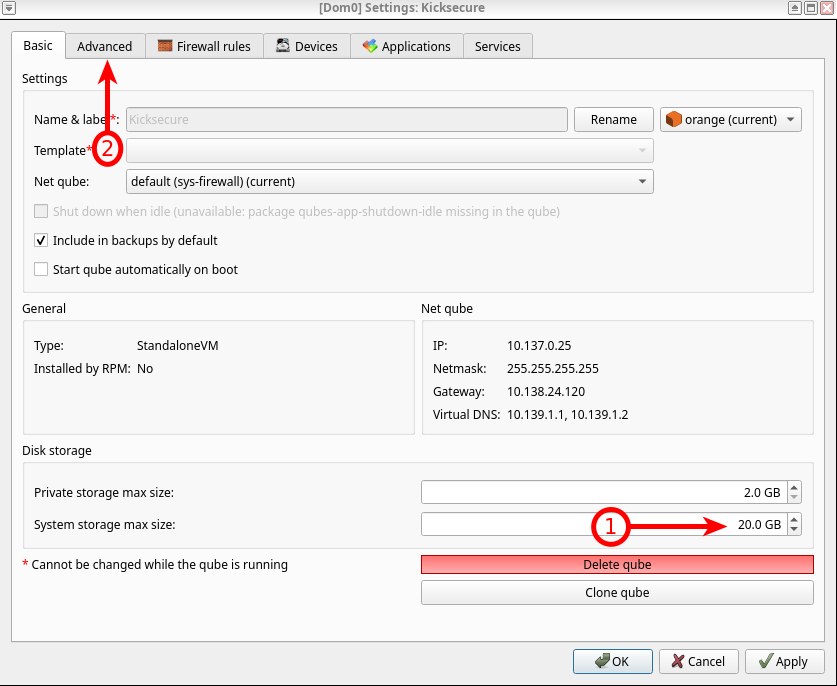 [Dom0] Settings: Kicksecure
Basic Advanced Firewall rules Devices Applications Services
Settings
Name & label*: Kicksecure Rename orange (current)
2
Template*
Net qube: default (sys-firewall) (current)
Shut down when idle (unavailable: package qubes-app-shutdown-idle missing in the qube)
Include in backups by default
Start qube automatically on boot
General
Type: StandaloneVM
Installed by RPM: No
Net qube
IP: 10.137.0.25
Netmask: 255.255.255.255
Gateway: 10.138.24.120
Virtual DNS: 10.139.1.1, 10.139.1.2
Disk storage
Private storage max size: 2.0 GB
System storage max size: 1 20.0 GB
* Cannot be changed while the qube is running
Delete qube
Clone qube
OK Cancel Apply